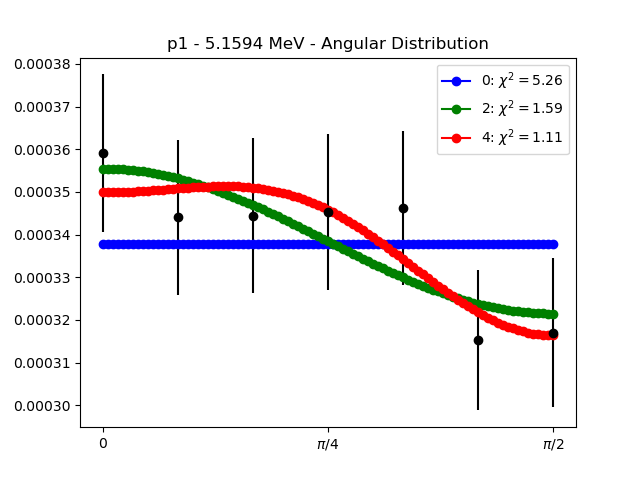 p1 - 5.1594 MeV - Angular Distribution
0.00038
0.00037
0.00036
0.00035
0.00034
0.00033
0.00032
0.00031
0.00030
0: χ² = 5.26
2: χ² = 1.59
4: χ² = 1.11
0 π/4 π/2